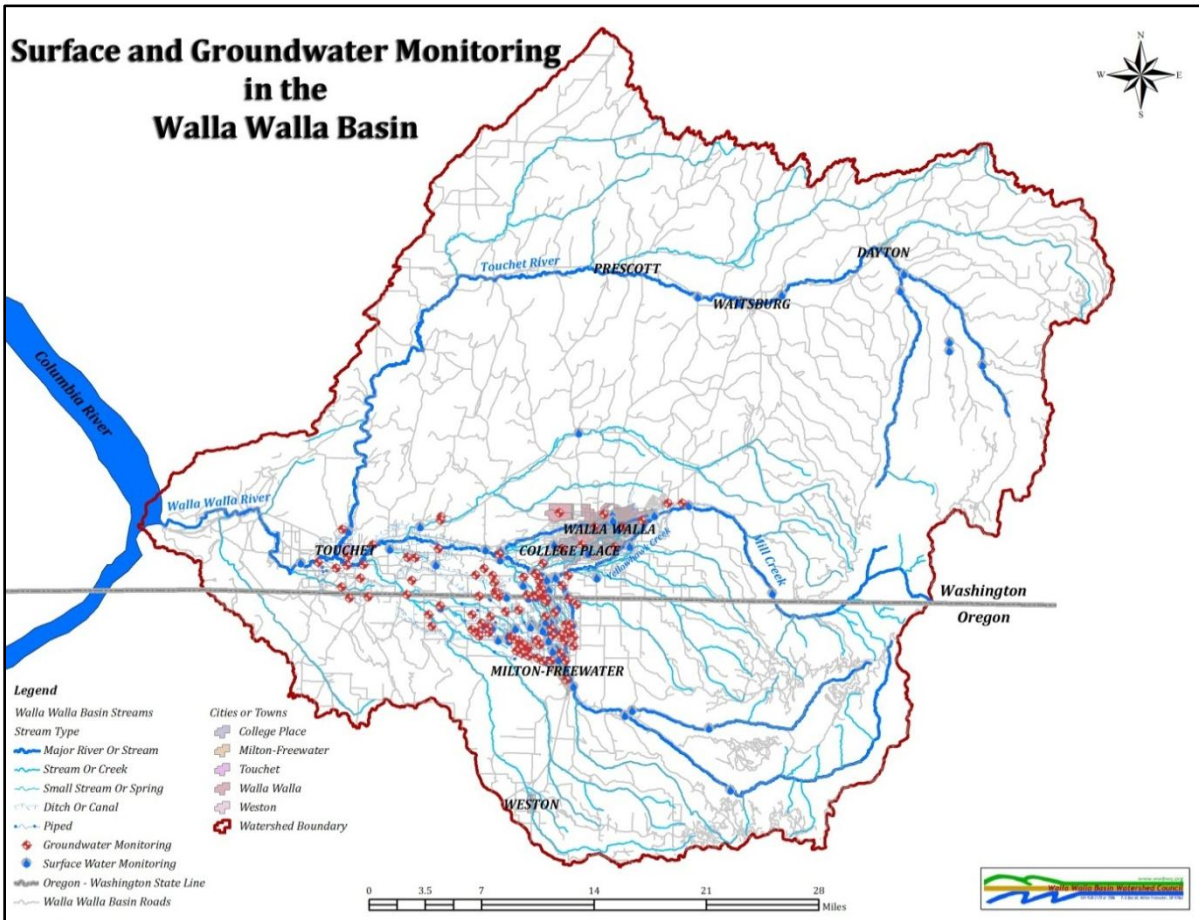 Surface and Groundwater Monitoring
in the
Walla Walla Basin
N
W
E
S
DAYTON
Touchet River
PRESCOTT
WAITSBURG
Columbia River
Walla Walla River
WALLA WALLA
TOUCHET
COLLEGE PLACE
Yellowhawk Creek
Mill Creek
Washington
Oregon
MILTON-FREEWATER
WESTON
Legend
Walla Walla Basin Streams
Stream Type
Major River Or Stream
Stream Or Creek
Small Stream Or Spring
Ditch Or Canal
Piped
Groundwater Monitoring
Surface Water Monitoring
Oregon - Washington State Line
Walla Walla Basin Roads
Cities or Towns
College Place
Milton-Freewater
Touchet
Walla Walla
Weston
Watershed Boundary
0 3.5 7 14 21 28
Miles
Walla Walla Basin Watershed Council